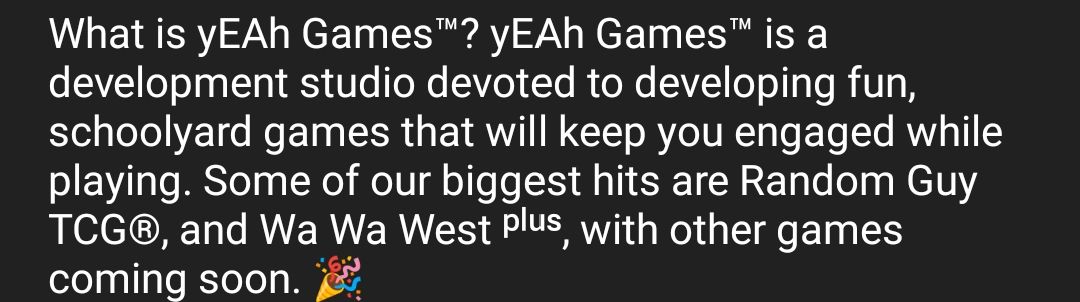 What is yEAh Games™? yEAh Games™ is a
development studio devoted to developing fun,
schoolyard games that will keep you engaged while
playing. Some of our biggest hits are Random Guy
TCG®, and Wa Wa West ᵖˡᵘˢ, with other games
coming soon. 🎉